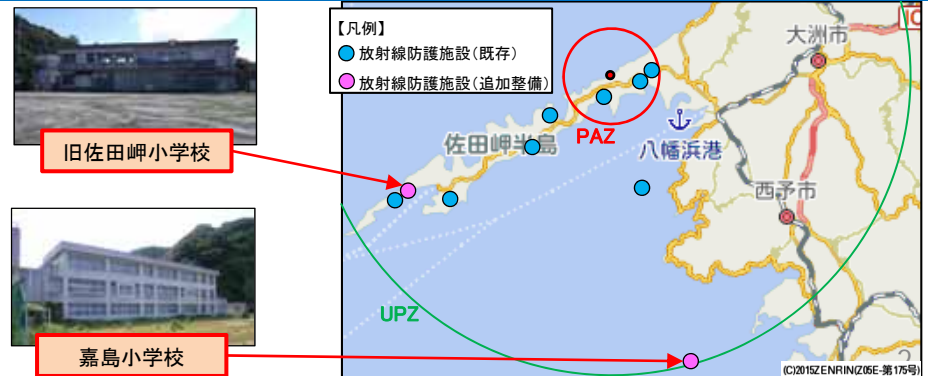 【凡例】
放射線防護施設(既存)
放射線防護施設(追加整備)
大洲市
旧佐田岬小学校
佐田岬半島
PAZ
八幡浜港
西予市
UPZ
嘉島小学校
(C)2015ZENRIN(Z05E-第175号)